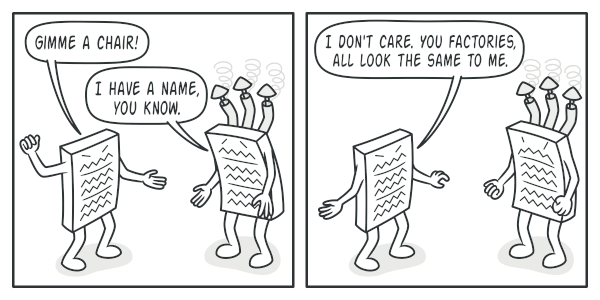 GIMME A CHAIR!
I HAVE A NAME,
YOU KNOW.
I DON'T CARE. YOU FACTORIES,
ALL LOOK THE SAME TO ME.